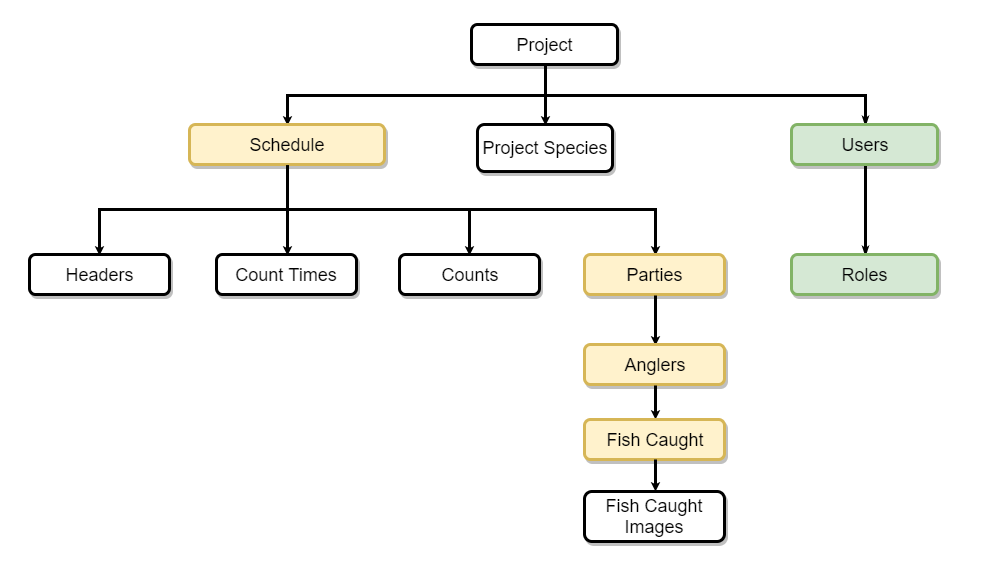 Project
Schedule
Project Species
Users
Headers
Count Times
Counts
Parties
Roles
Anglers
Fish Caught
Fish Caught
Images